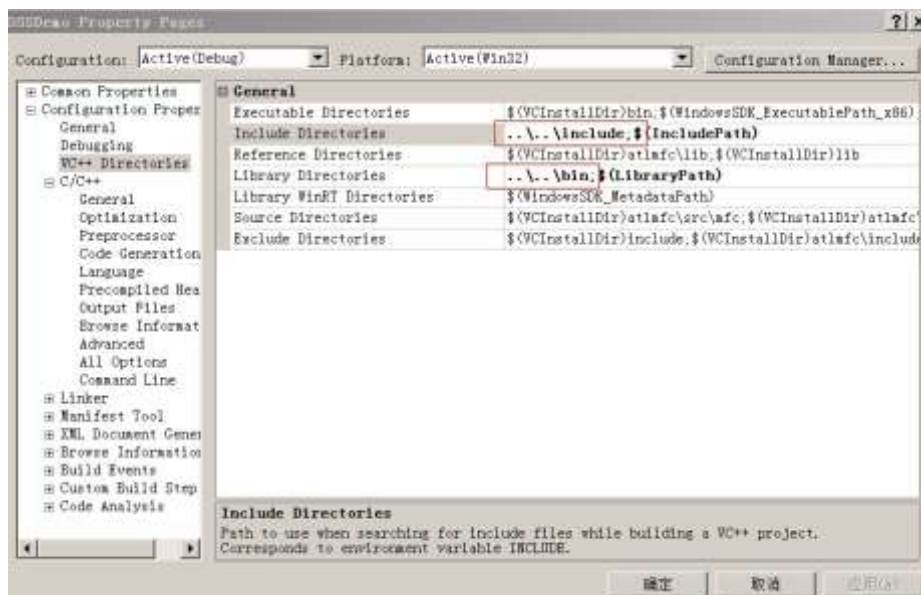 Property Pages
Configuration: Active(Debug) Platform: Active(Win32) Configuration Manager...
Common Properties
Configuration Proper
General
Debugging
VC++ Directories
C/C++
General
Optimization
Preprocessor
Code Generation
Language
Precompiled Hea
Output Files
Browse Informat
Advanced
All Options
Command Line
Linker
Manifest Tool
XML Document Gener
Browse Information
Build Events
Custom Build Step
Code Analysis
General
Executable Directories $(VCInstallDir)bin;$(WindowsSDK_ExecutablePath_x86)
Include Directories ..\..\include;$(IncludePath)
Reference Directories $(VCInstallDir)atlmfc\lib;$(VCInstallDir)lib
Library Directories ..\..\bin;$(LibraryPath)
Library WinRT Directories $(WindowsSDK_MetadataPath)
Source Directories $(VCInstallDir)atlmfc\src\mfc;$(VCInstallDir)atlmfc'
Exclude Directories $(VCInstallDir)include;$(VCInstallDir)atlmfc\include
Include Directories
Path to use when searching for include files while building a VC++ project.
Corresponds to environment variable INCLUDE.
确定 取消 应用(A)